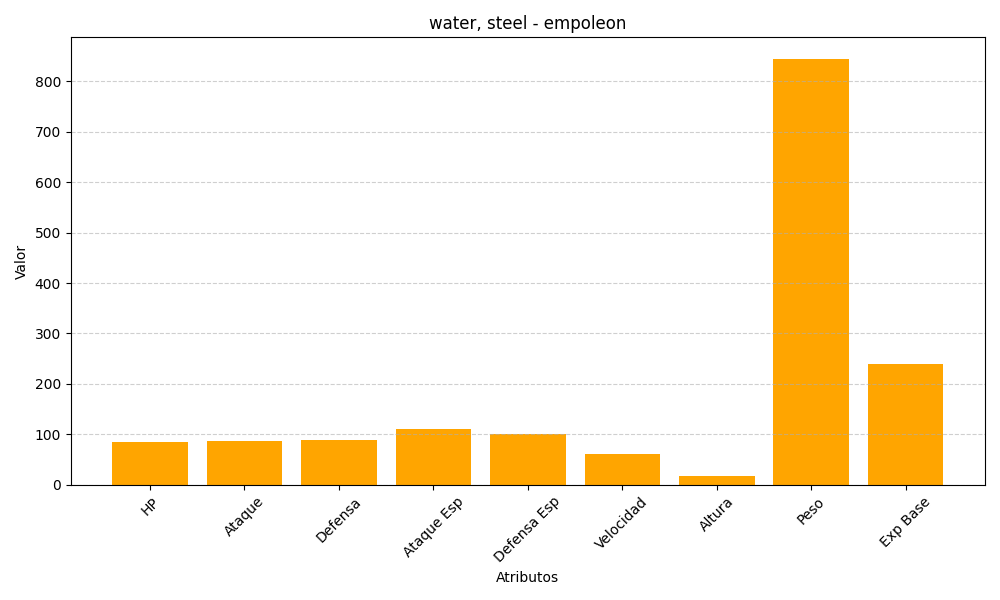 water, steel - empoleon
Valor
800
700
600
500
400
300
200
100
0
HP
Ataque
Defensa
Ataque Esp
Defensa Esp
Velocidad
Altura
Peso
Exp Base
Atributos